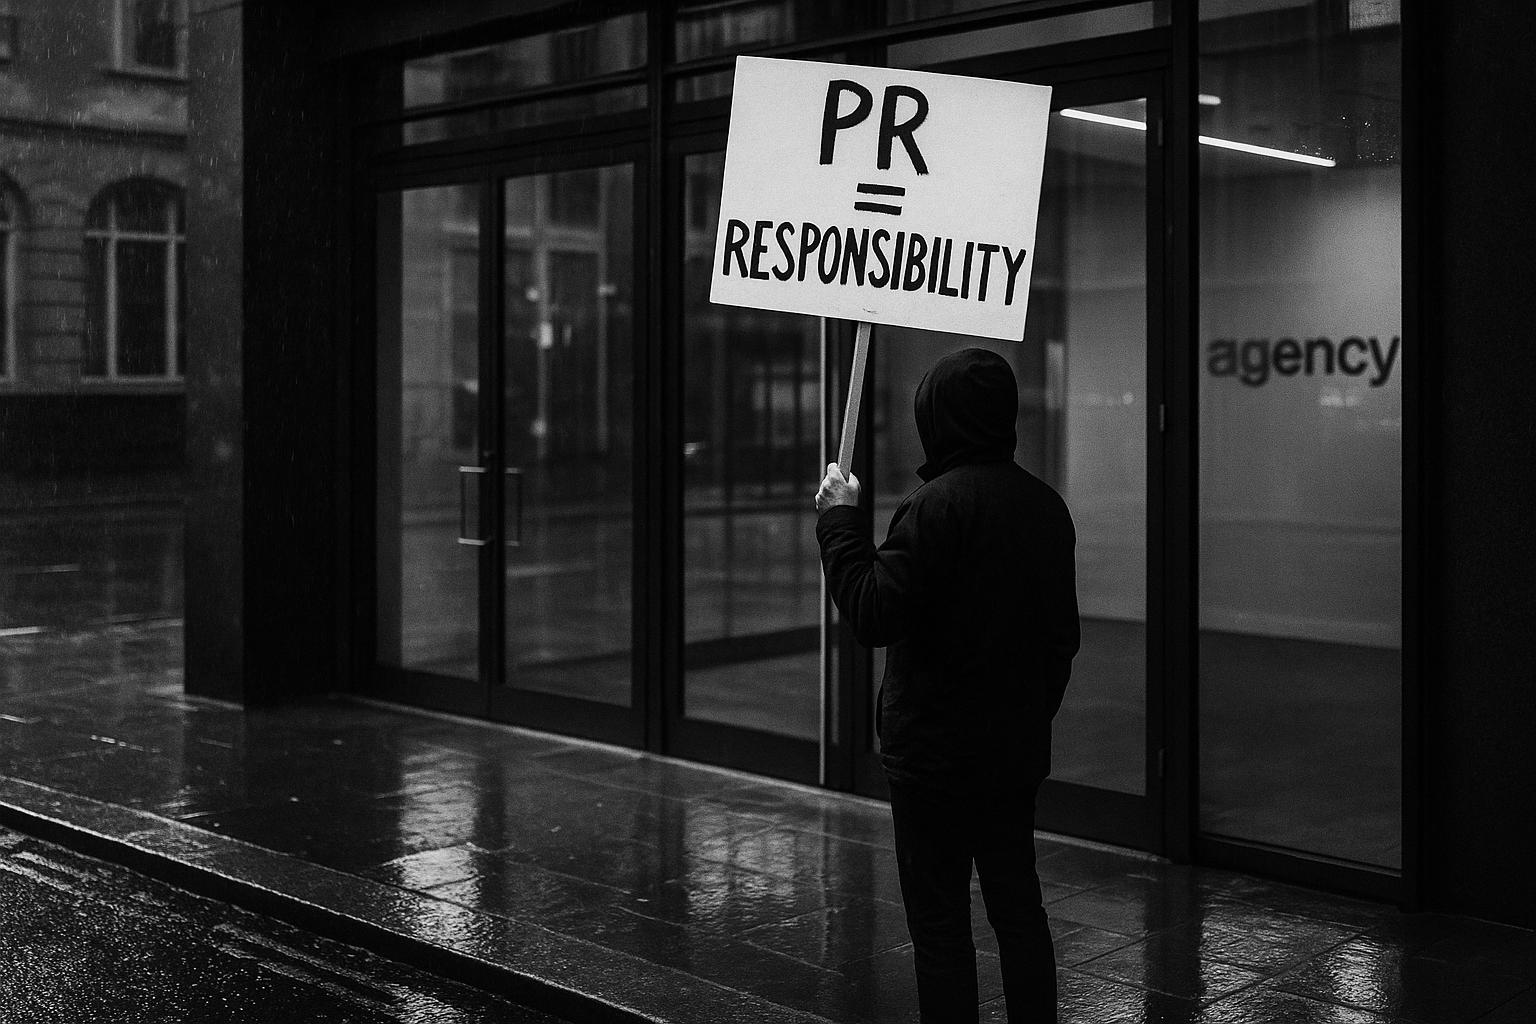 PR
=
RESPONSIBILITY
agency